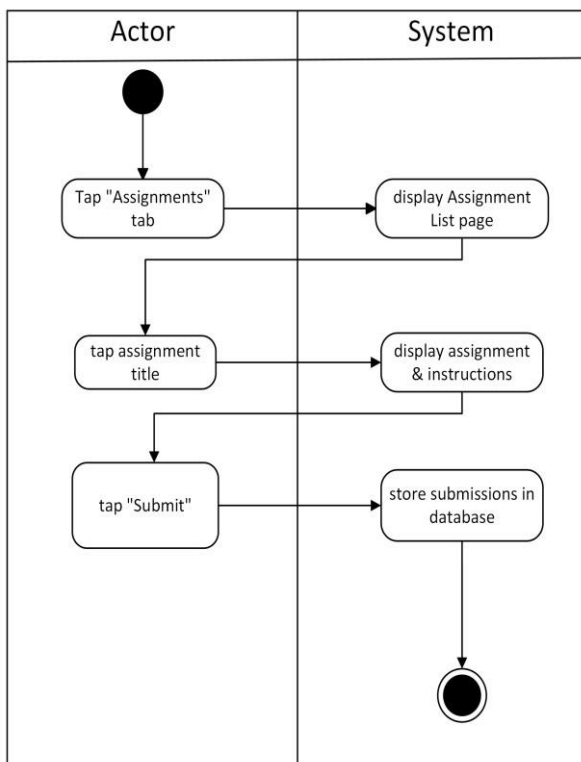 Actor
System
Tap "Assignments"
tab
display Assignment
List page
tap assignment
title
display assignment
& instructions
tap "Submit"
store submissions in
database